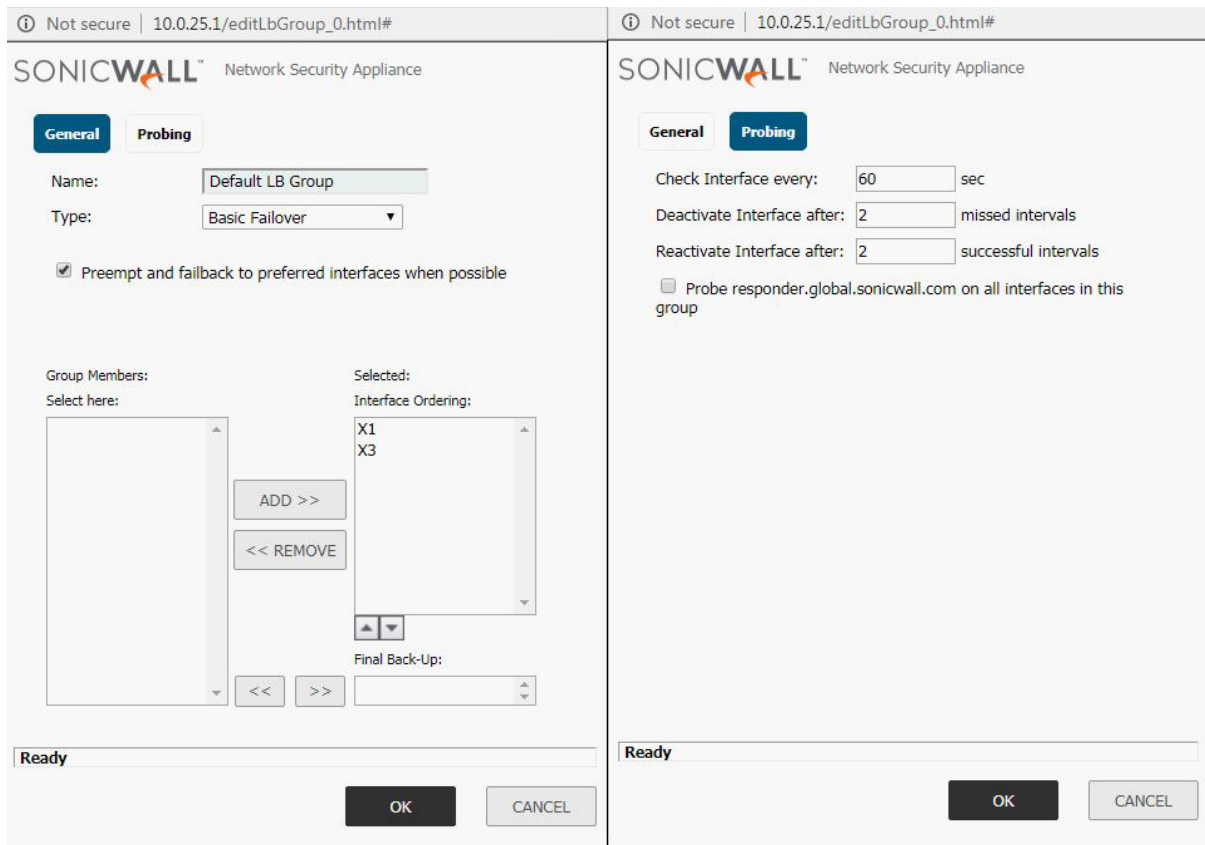 Not secure | 10.0.25.1/editLbGroup_0.html#
SONICWALL™ Network Security Appliance
General Probing
Name: Default LB Group
Type: Basic Failover
Preempt and failback to preferred interfaces when possible
Group Members: Selected:
Select here: Interface Ordering:
X1
X3
ADD >>
<< REMOVE
Final Back-Up:
<< >>
Ready
OK CANCEL
Not secure | 10.0.25.1/editLbGroup_0.html#
SONICWALL™ Network Security Appliance
General Probing
Check Interface every: 60 sec
Deactivate Interface after: 2 missed intervals
Reactivate Interface after: 2 successful intervals
Probe responder.global.sonicwall.com on all interfaces in this
group
Ready
OK CANCEL